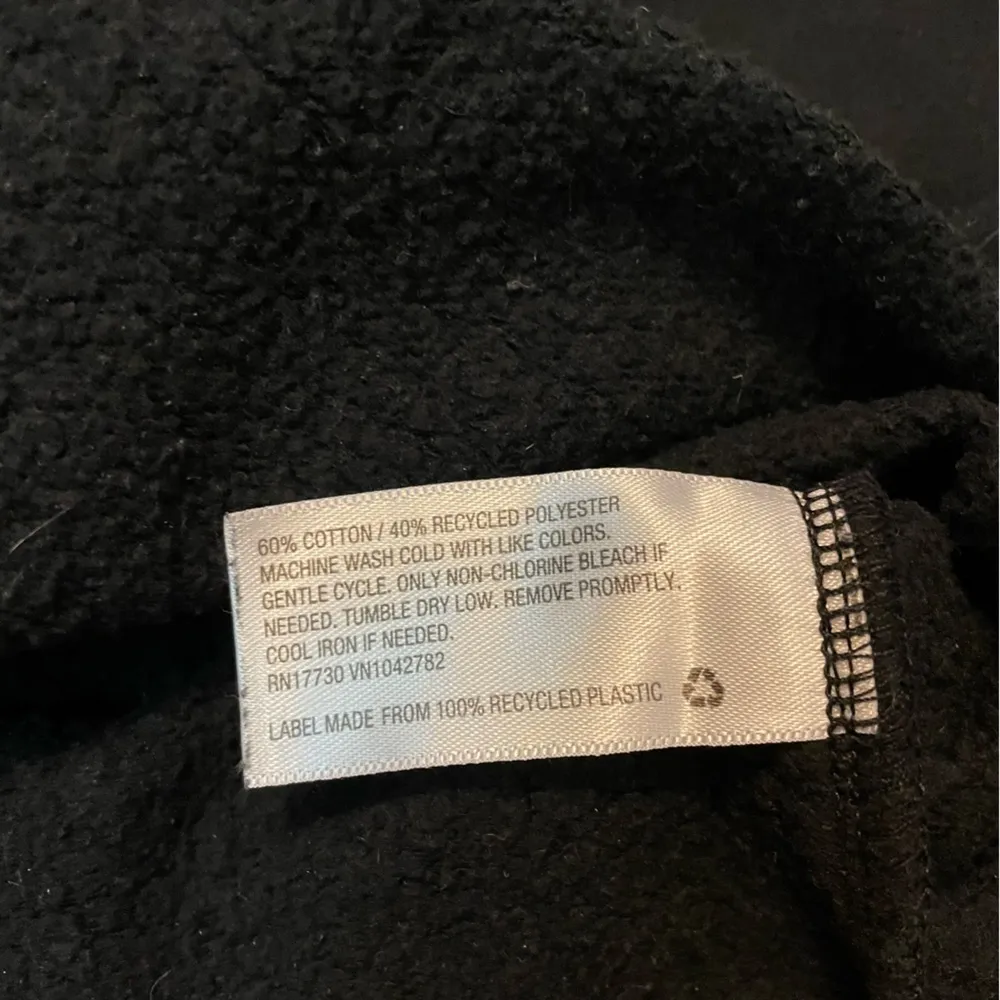 60% COTTON / 40% RECYCLED POLYESTER
MACHINE WASH COLD WITH LIKE COLORS.
GENTLE CYCLE. ONLY NON-CHLORINE BLEACH IF
NEEDED. TUMBLE DRY LOW. REMOVE PROMPTLY.
COOL IRON IF NEEDED.
RN17730 VN1042782
LABEL MADE FROM 100% RECYCLED PLASTIC